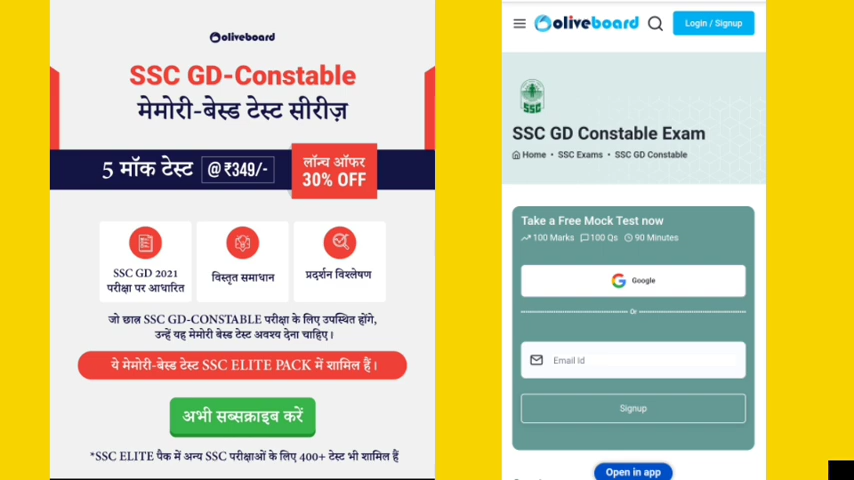 oliveboard
SSC GD-Constable
मेमोरी-बेस्ड टेस्ट सीरीज़
5 मॉक टेस्ट @ ₹349/-
लॉन्च ऑफर
30% OFF
SSC GD 2021
परीक्षा पर आधारित
विस्तृत समाधान
प्रदर्शन विश्लेषण
जो छात्र SSC GD-CONSTABLE परीक्षा के लिए उपस्थित होंगे,
उन्हें यह मेमोरी बेस्ड टेस्ट अवश्य देना चाहिए।
ये मेमोरी-बेस्ड टेस्ट SSC ELITE PACK में शामिल हैं।
अभी सब्सक्राइब करें
*SSC ELITE पैक में अन्य SSC परीक्षाओं के लिए 400+ टेस्ट भी शामिल हैं
oliveboard
Login / Signup
SSC
SSC GD Constable Exam
Home • SSC Exams • SSC GD Constable
Take a Free Mock Test now
100 Marks 100 Qs 90 Minutes
Google
Or
Email Id
Signup
Open in app